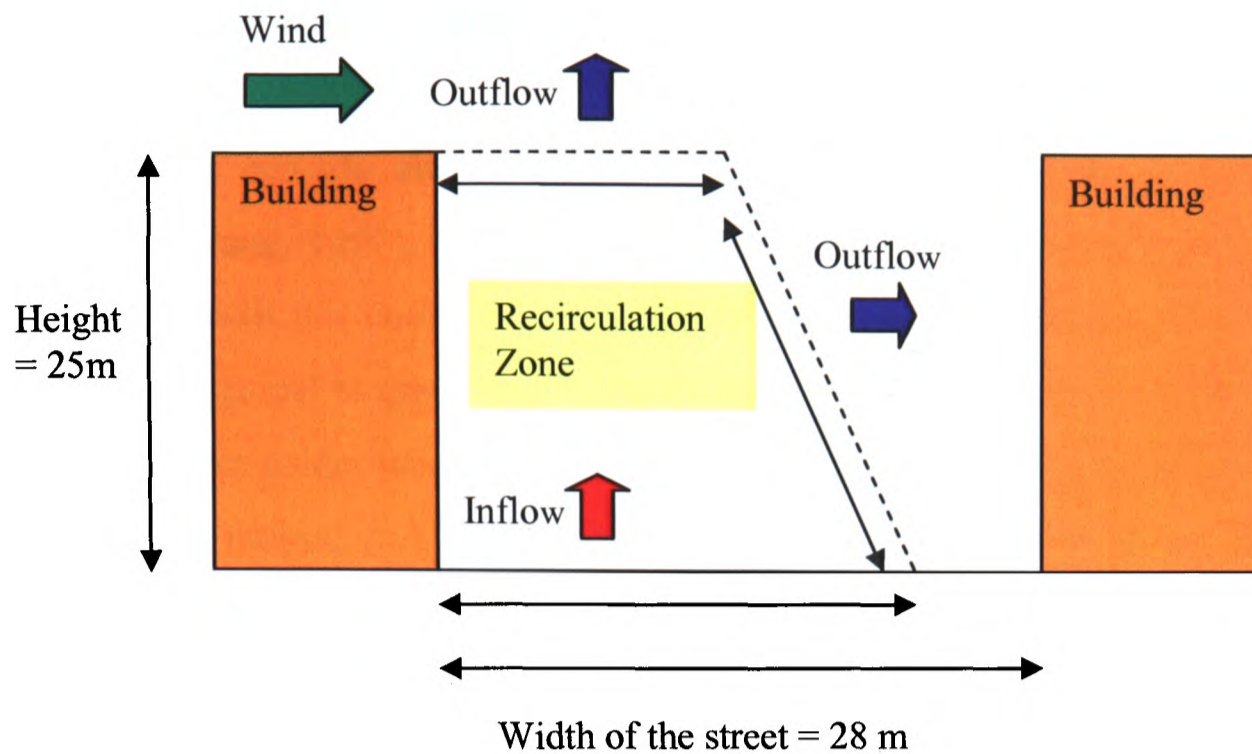 Wind
Outflow
Building
Building
Outflow
Height
= 25m
Recirculation
Zone
Inflow
Width of the street = 28 m